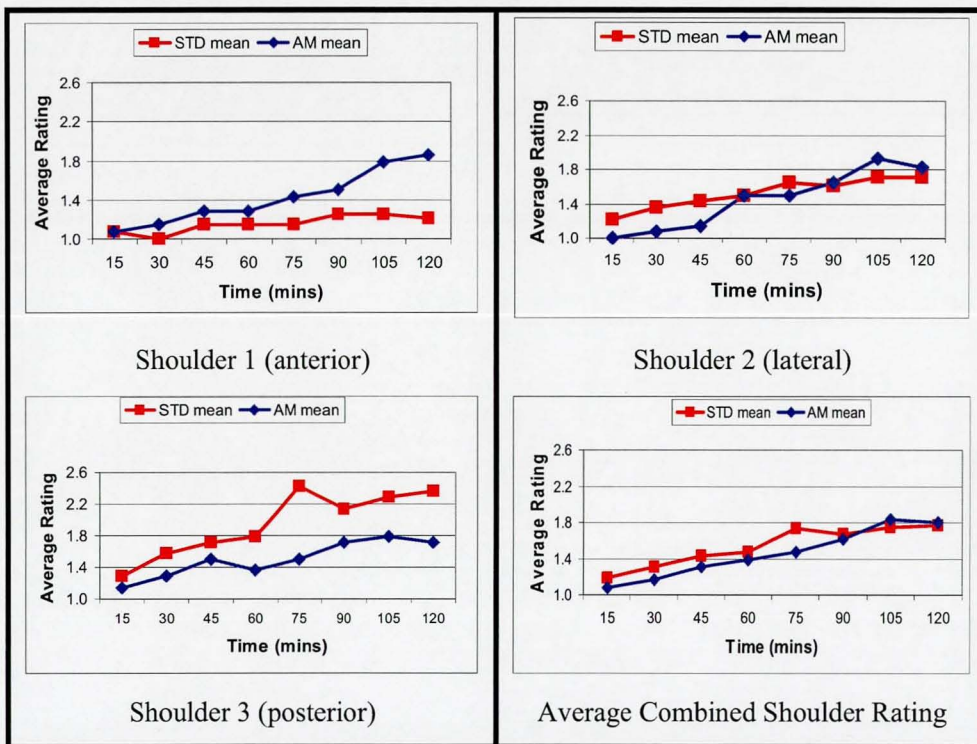 STD mean AM mean
2.6
2.2
1.8
1.4
1.0
Average Rating
15 30 45 60 75 90 105 120
Time (mins)
Shoulder 1 (anterior)
STD mean AM mean
2.6
2.2
1.8
1.4
1.0
Average Rating
15 30 45 60 75 90 105 120
Time (mins)
Shoulder 2 (lateral)
STD mean AM mean
2.6
2.2
1.8
1.4
1.0
Average Rating
15 30 45 60 75 90 105 120
Time (mins)
Shoulder 3 (posterior)
STD mean AM mean
2.6
2.2
1.8
1.4
1.0
Average Rating
15 30 45 60 75 90 105 120
Time (mins)
Average Combined Shoulder Rating